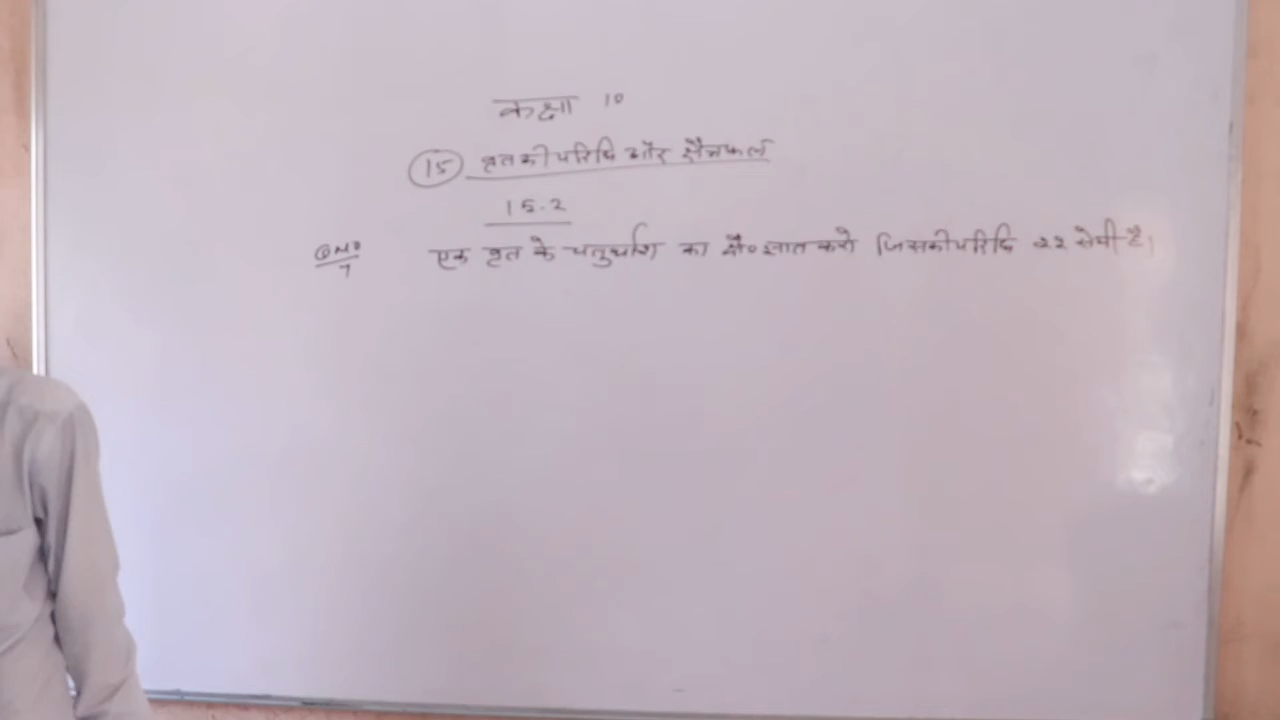 कक्षा 10
15 वृत की परिधि और क्षेत्रफल
15.2
Q NO 7 एक वृत के चतुर्थांश का क्षे० ज्ञात करो जिसकी परिधि 22 सेमी है।